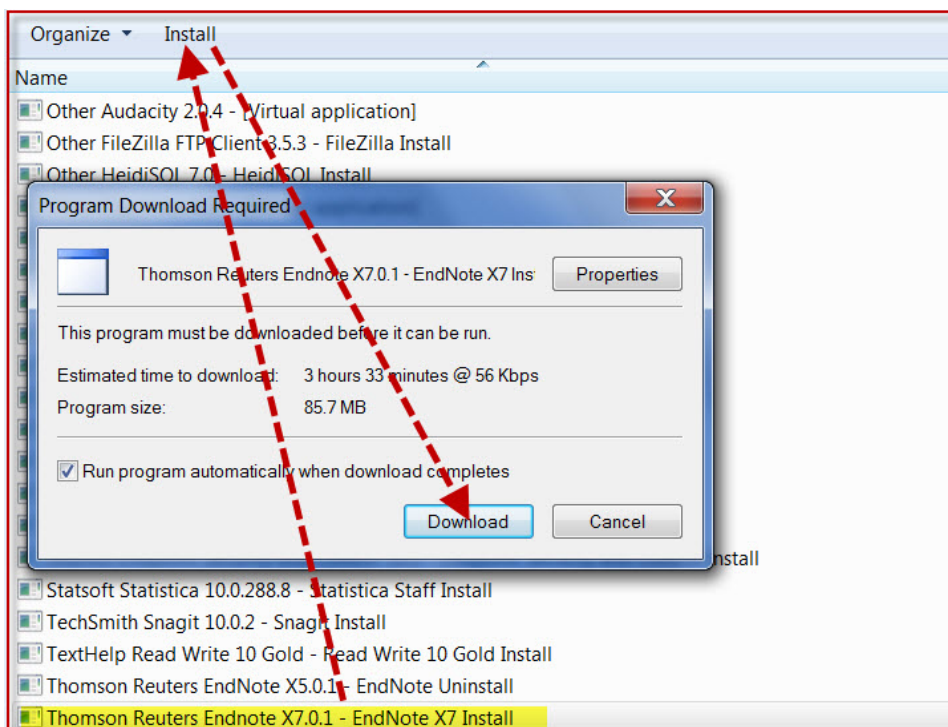 Organize Install
Name
Other Audacity 2.0.4 - [Virtual application]
Other FileZilla FTP Client 3.5.3 - FileZilla Install
Other HeidiSQL 7.0 - HeidiSQL Install
Program Download Required
Thomson Reuters Endnote X7.0.1 - EndNote X7 Ins
Properties
This program must be downloaded before it can be run.
Estimated time to download: 3 hours 33 minutes @ 56 Kbps
Program size: 85.7 MB
Run program automatically when download completes
Download Cancel
nstall
Statsoft Statistica 10.0.288.8 - Statistica Staff Install
TechSmith Snagit 10.0.2 - Snagit Install
TextHelp Read Write 10 Gold - Read Write 10 Gold Install
Thomson Reuters EndNote X5.0.1 - EndNote Uninstall
Thomson Reuters Endnote X7.0.1 - EndNote X7 Install